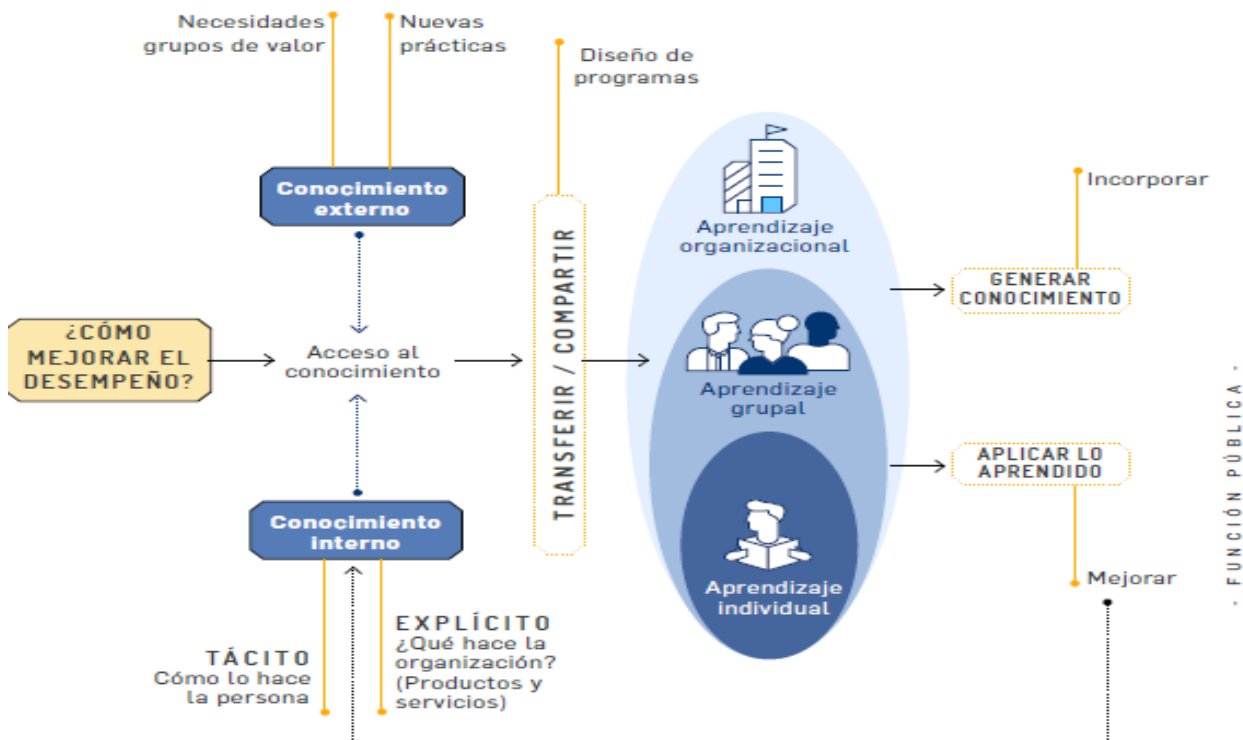 Necesidades
grupos de valor
Nuevas
prácticas
Diseño de
programas
Conocimiento
externo
¿CÓMO
MEJORAR EL
DESEMPEÑO?
Acceso al
conocimiento
Conocimiento
interno
TÁCITO
Cómo lo hace
la persona
EXPLÍCITO
¿Qué hace la
organización?
(Productos y
servicios)
TRANSFERIR / COMPARTIR
Aprendizaje
organizacional
Aprendizaje
grupal
Aprendizaje
individual
Incorporar
GENERAR
CONOCIMIENTO
APLICAR LO
APRENDIDO
Mejorar
- FUNCIÓN PÚBLICA -